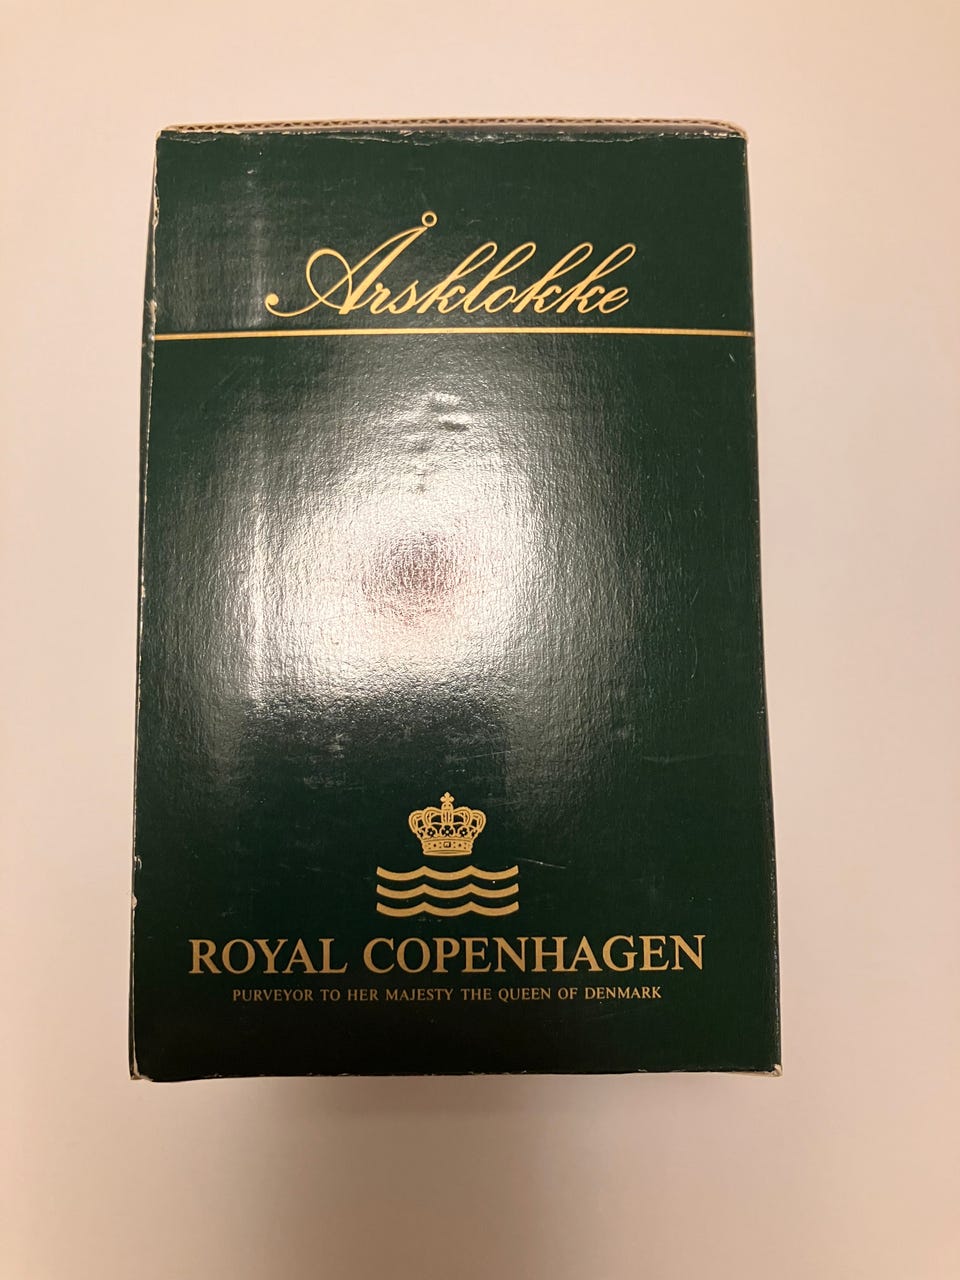 Årsklokke
ROYAL COPENHAGEN
PURVEYOR TO HER MAJESTY THE QUEEN OF DENMARK